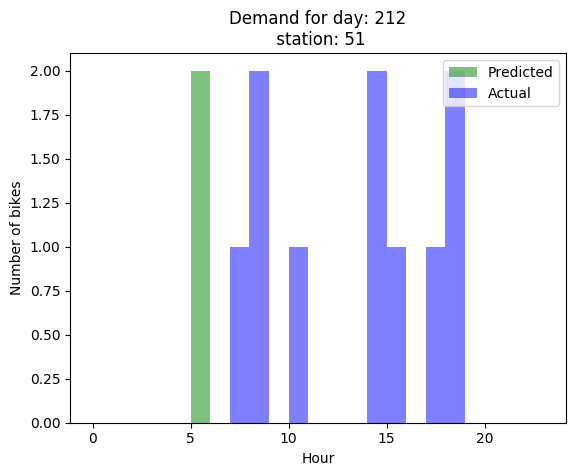 Demand for day: 212
station: 51
Predicted
Actual
Number of bikes
2.00
1.75
1.50
1.25
1.00
0.75
0.50
0.25
0.00
0 5 10 15 20
Hour